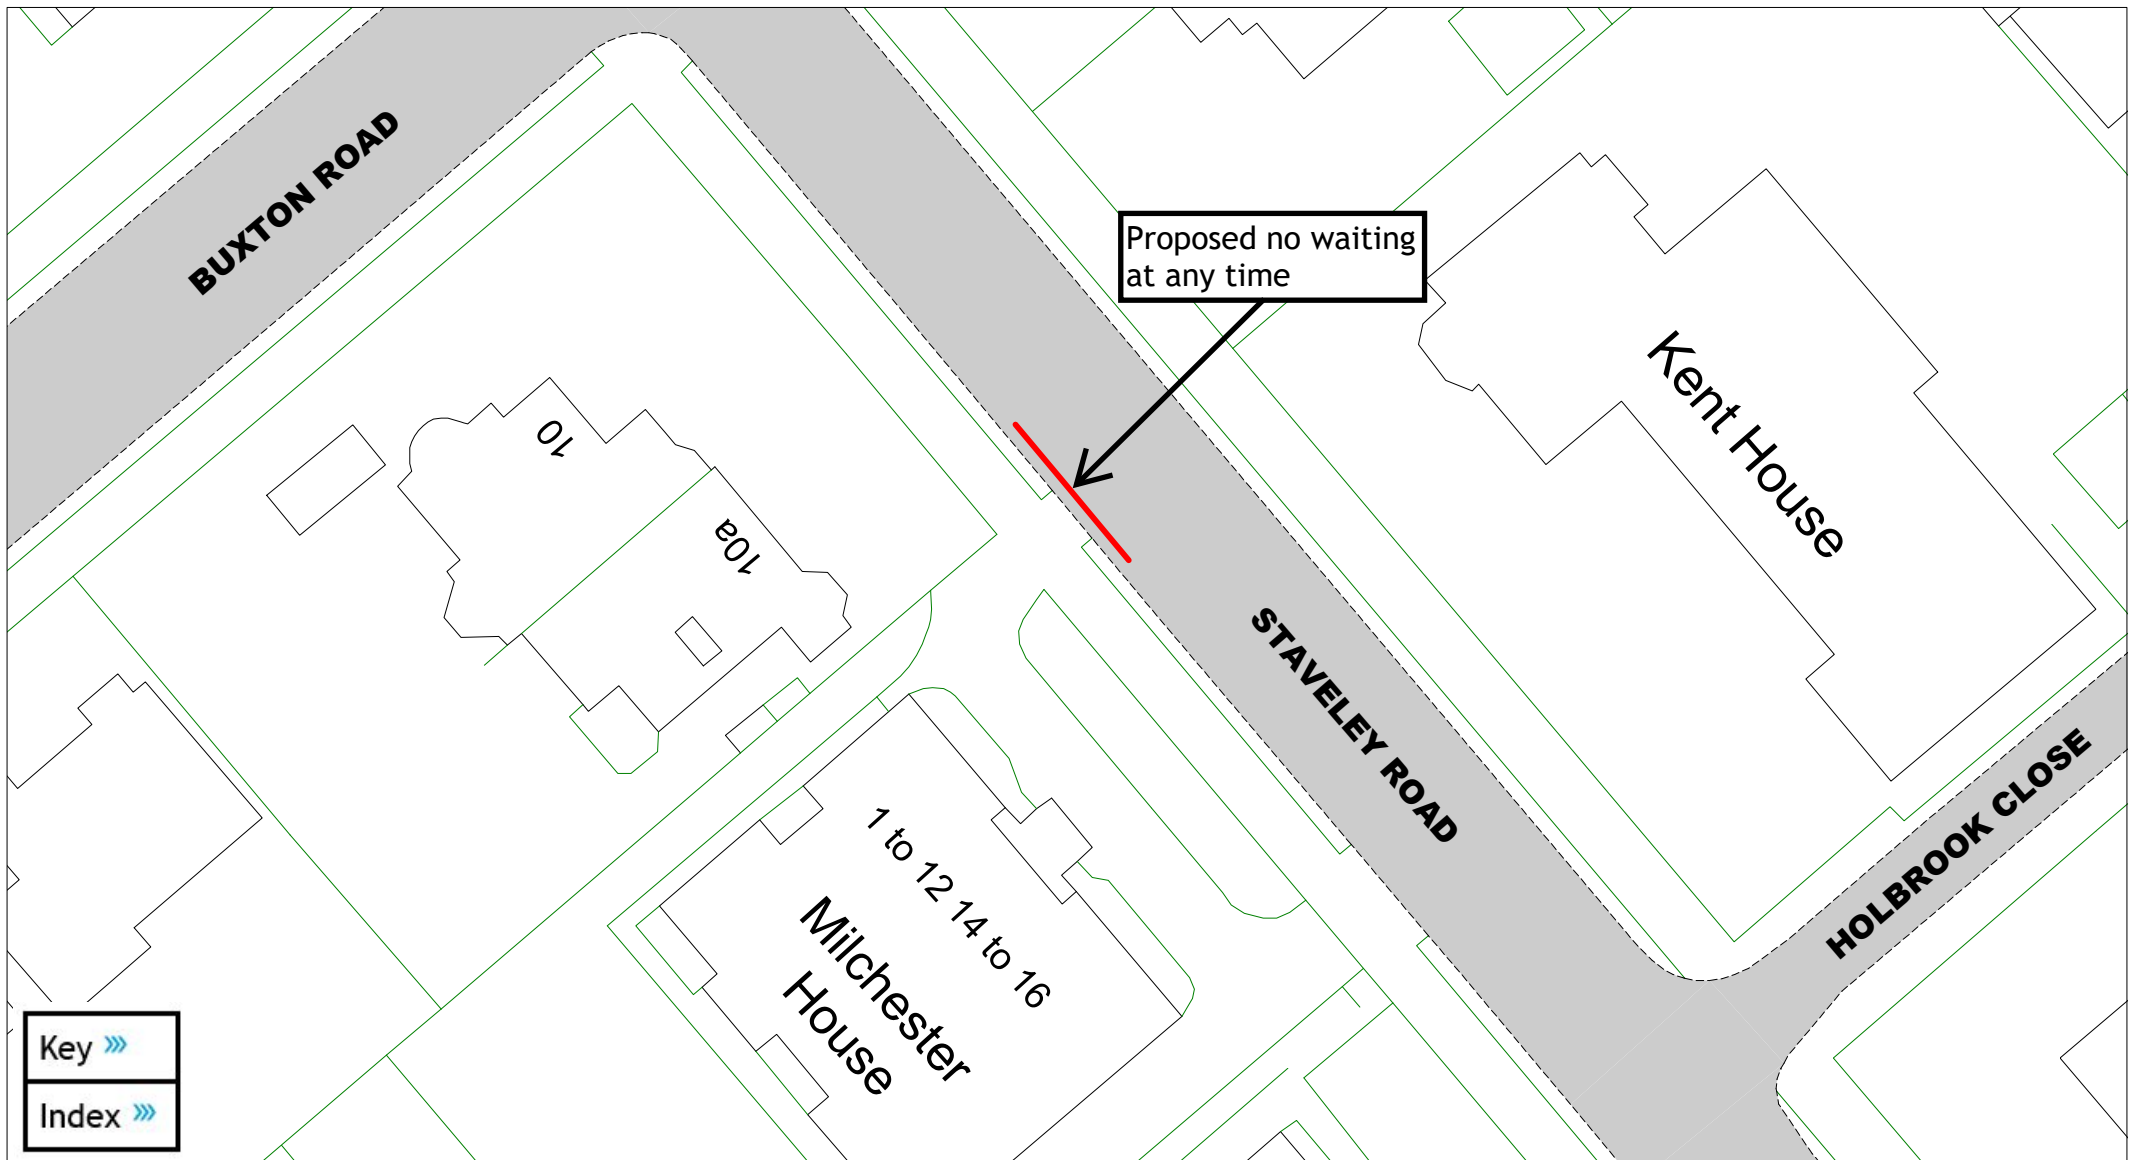 BUXTON ROAD
Proposed no waiting
at any time
Kent House
10
10a
STAVELEY ROAD
HOLBROOK CLOSE
1 to 12 14 to 16
Milchester
House
Key »»
Index »»